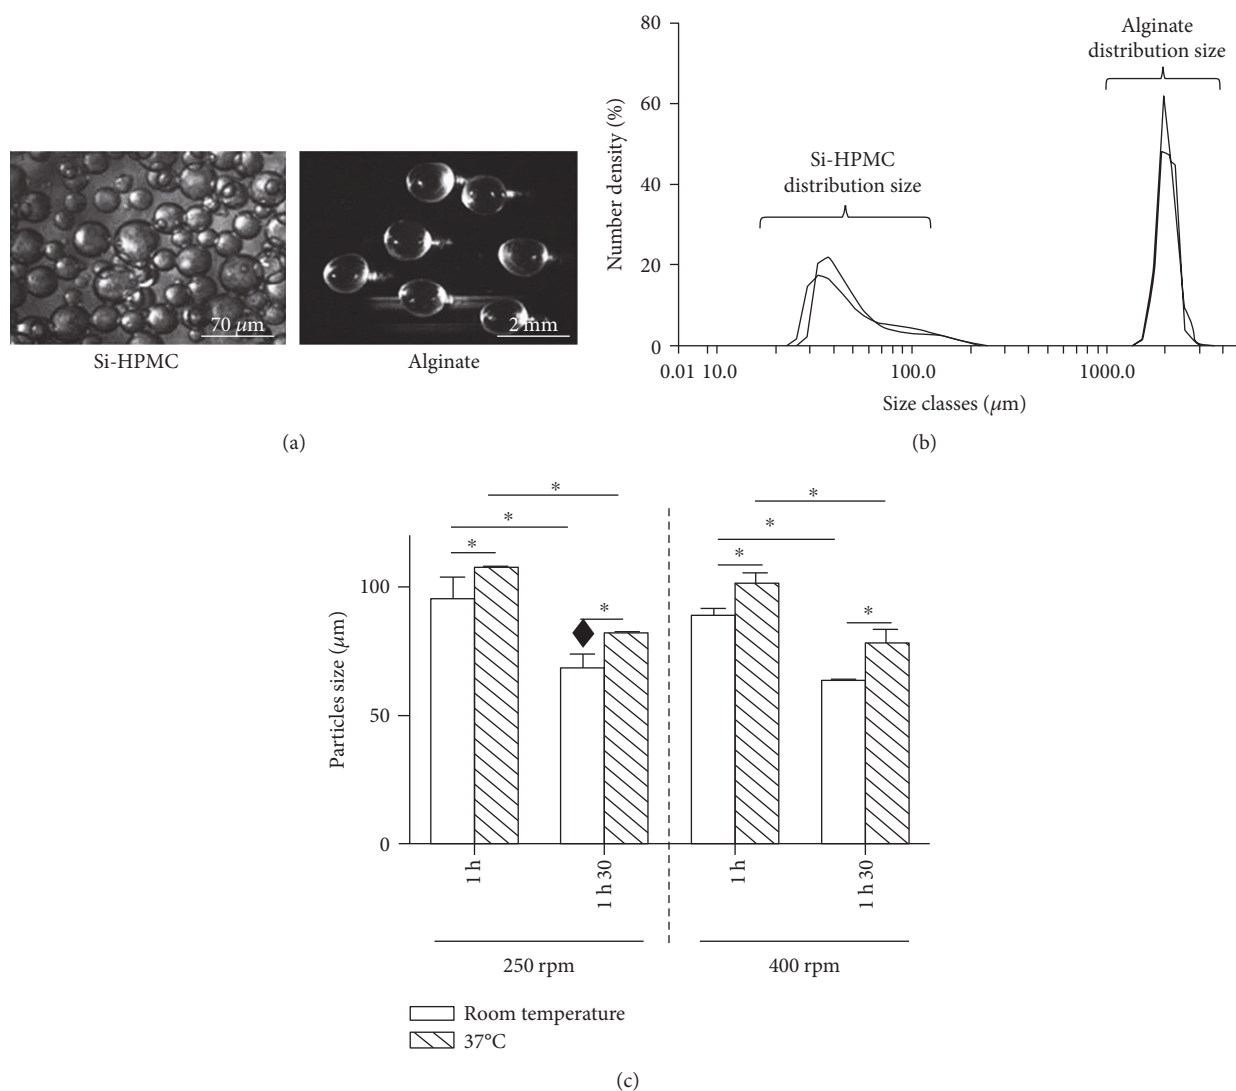 70 μm
2 mm
Si-HPMC
Alginate
(a)
80
60
40
20
0
Number density (%)
Si-HPMC
distribution size
Alginate
distribution size
0.01 10.0 100.0 1000.0
Size classes (μm)
(b)
Particles size (μm)
100
50
0
*
*
*
*
*
*
*
*
1 h
1 h 30
1 h
1 h 30
250 rpm
400 rpm
Room temperature
37°C
(c)